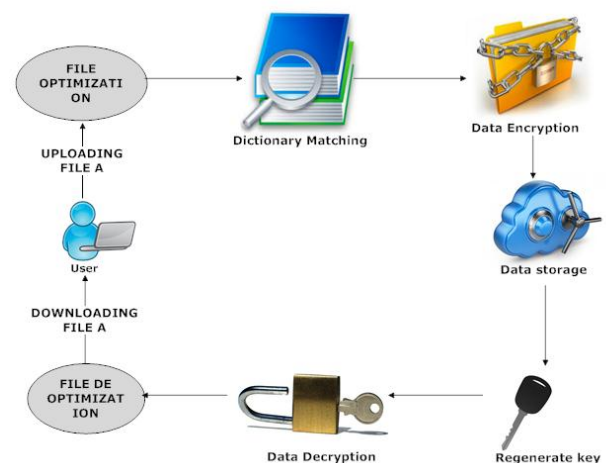 FILE
OPTIMIZATI
ON
Dictionary Matching
Data Encryption
UPLOADING
FILE A
User
Data storage
DOWNLOADING
FILE A
FILE DE
OPTIMIZAT
ION
Data Decryption
Regenerate key